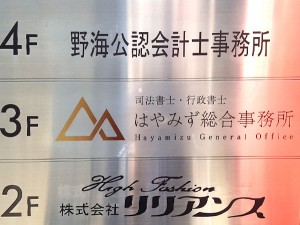 4F 野海公認会計士事務所
司法書士・行政書士
3F はやみず総合事務所
Hayamizu General Office
High Fashion
2F 株式会社リリアンス